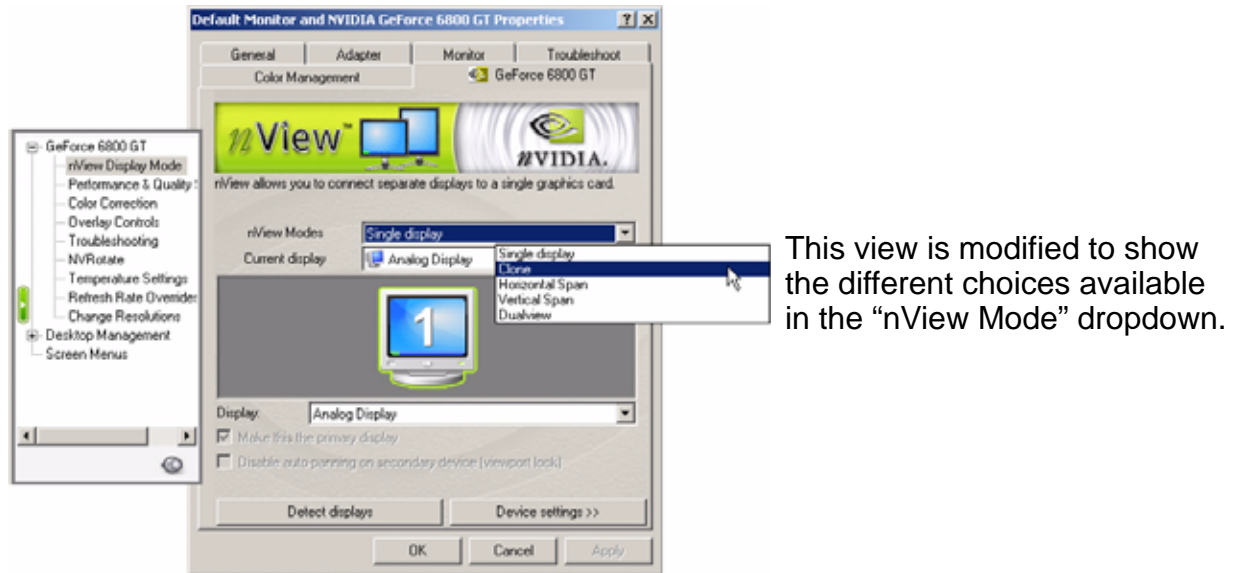 Default Monitor and NVIDIA GeForce 6800 GT Properties
General Adapter Monitor Troubleshoot
Color Management GeForce 6800 GT
nView™ nVIDIA.
nView allows you to connect separate displays to a single graphics card.
GeForce 6800 GT
nView Display Mode
Performance & Quality
Color Correction
Overlay Controls
Troubleshooting
NVRotate
Temperature Settings
Refresh Rate Overrides
Change Resolutions
Desktop Management
Screen Menus
nView Modes Single display
Current display Analog Display
Single display
Clone
Horizontal Span
Vertical Span
Dualview
1
Display: Analog Display
Make this the primary display
Disable auto-panning on secondary device (viewport lock)
Detect displays Device settings >>
OK Cancel Apply
This view is modified to show
the different choices available
in the “nView Mode” dropdown.